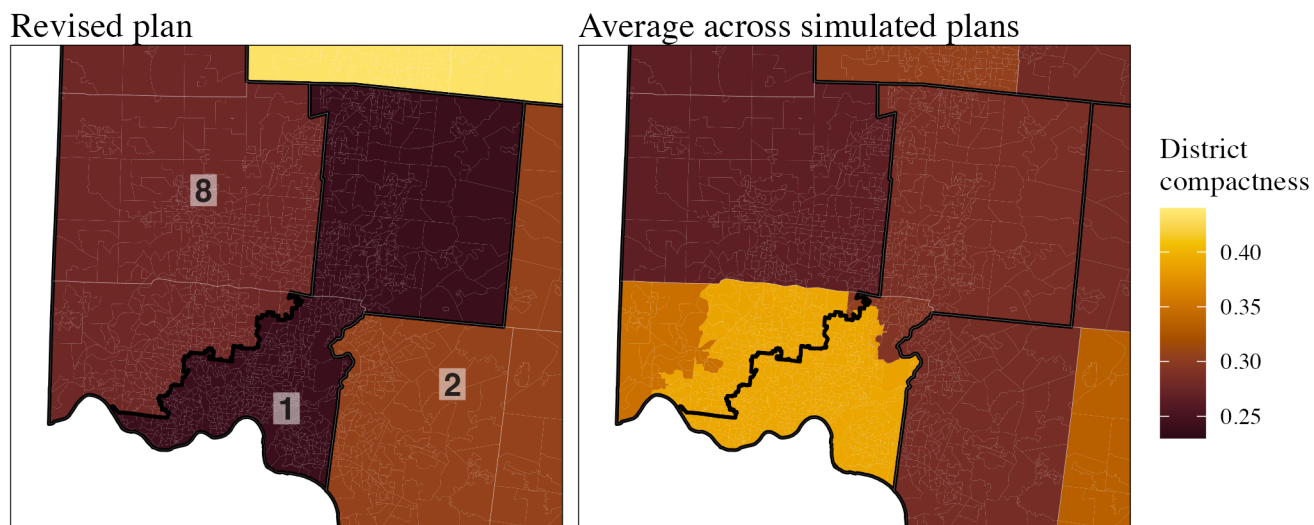 Revised plan
Average across simulated plans
8
1
2
District
compactness
0.40
0.35
0.30
0.25